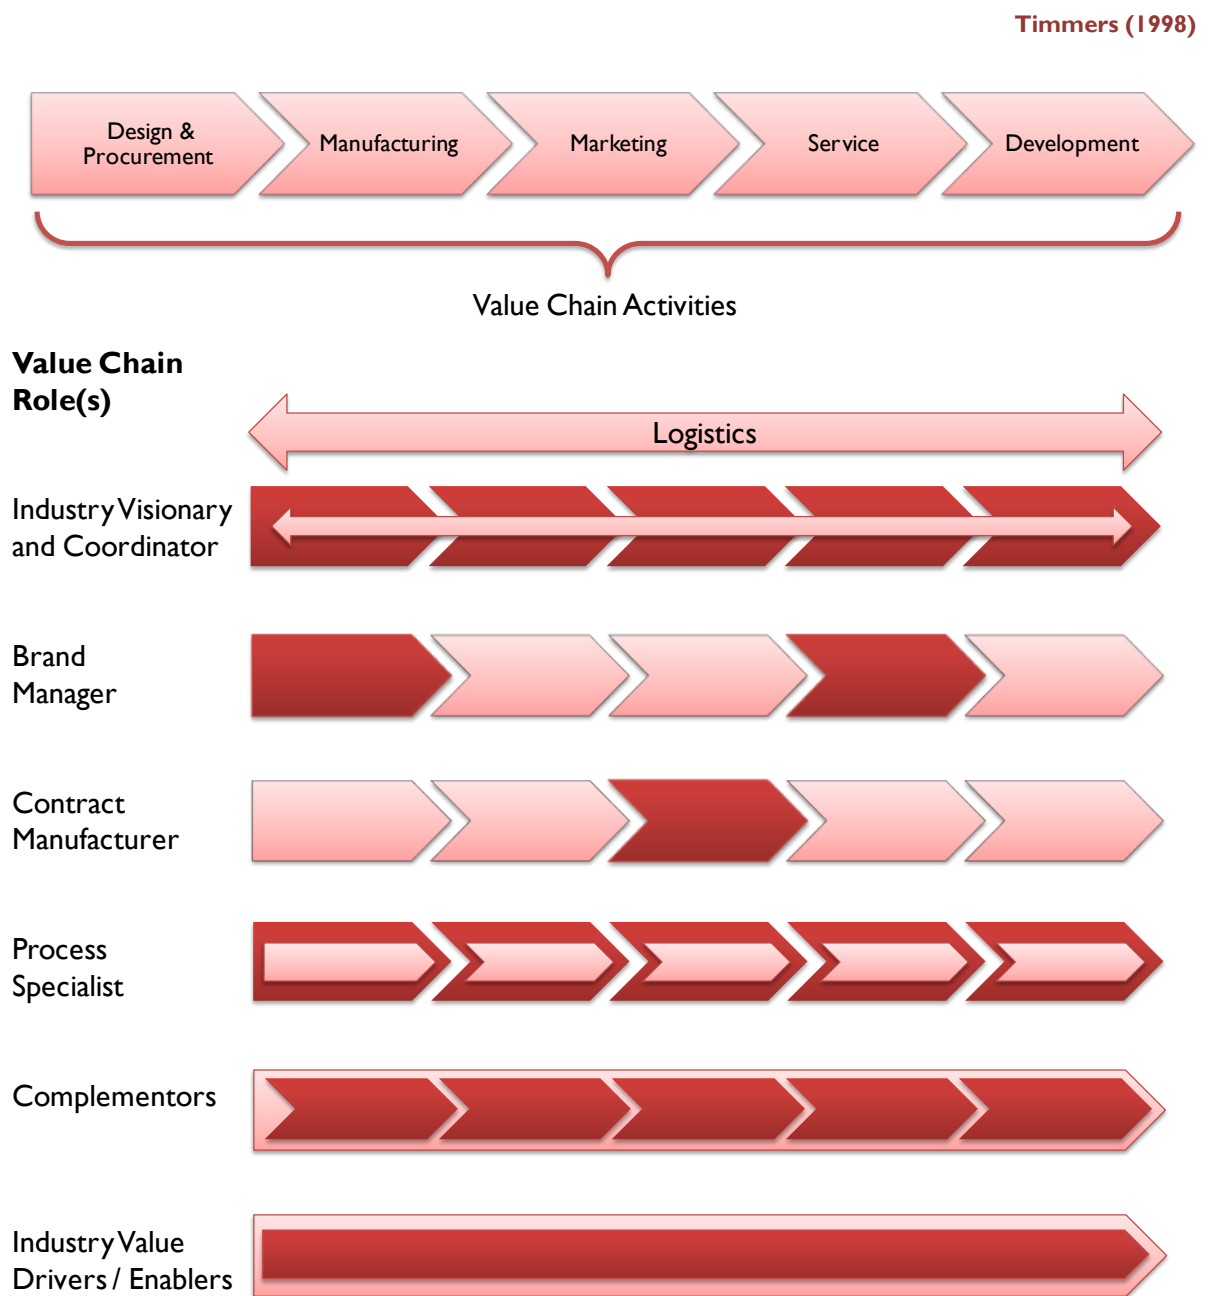 Timmers (1998)
Design &
Procurement
Manufacturing
Marketing
Service
Development
Value Chain Activities
Value Chain
Role(s)
Logistics
Industry Visionary
and Coordinator
Brand
Manager
Contract
Manufacturer
Process
Specialist
Complementors
Industry Value
Drivers / Enablers